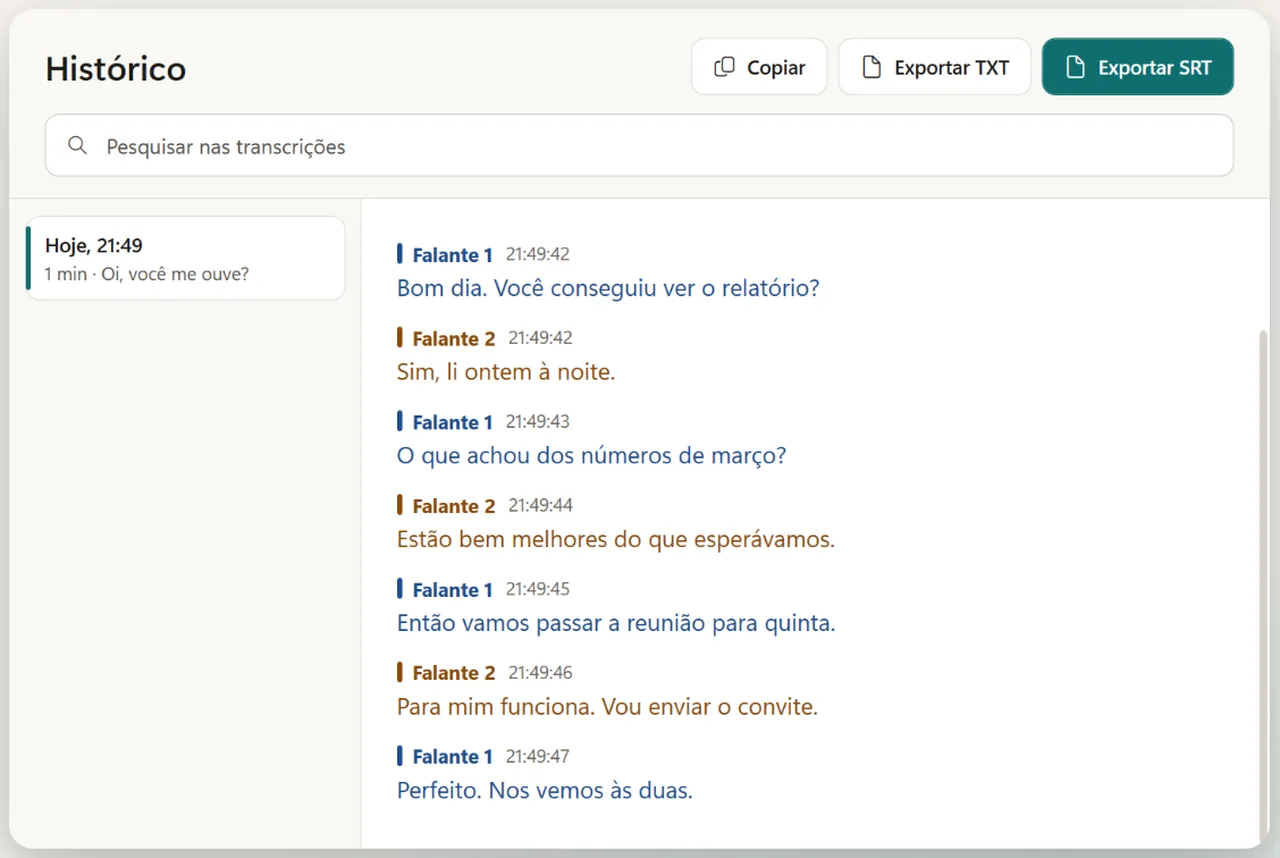 Histórico
Copiar
Exportar TXT
Exportar SRT
Pesquisar nas transcrições
Hoje, 21:49
1 min · Oi, você me ouve?
Falante 1 21:49:42
Bom dia. Você conseguiu ver o relatório?
Falante 2 21:49:42
Sim, li ontem à noite.
Falante 1 21:49:43
O que achou dos números de março?
Falante 2 21:49:44
Estão bem melhores do que esperávamos.
Falante 1 21:49:45
Então vamos passar a reunião para quinta.
Falante 2 21:49:46
Para mim funciona. Vou enviar o convite.
Falante 1 21:49:47
Perfeito. Nos vemos às duas.